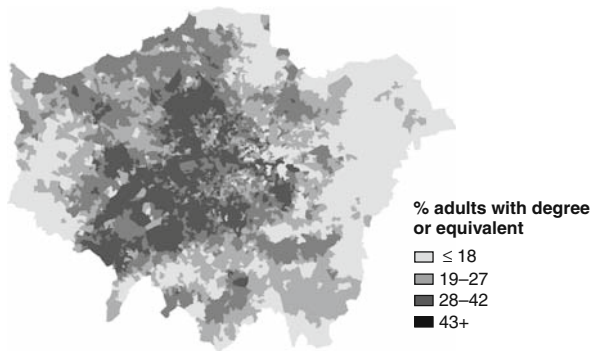 % adults with degree
or equivalent
≤ 18
19–27
28–42
43+